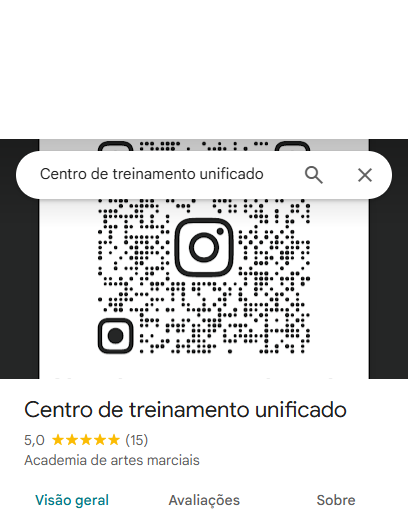 Centro de treinamento unificado
Centro de treinamento unificado
5,0 (15)
Academia de artes marciais
Visão geral Avaliações Sobre